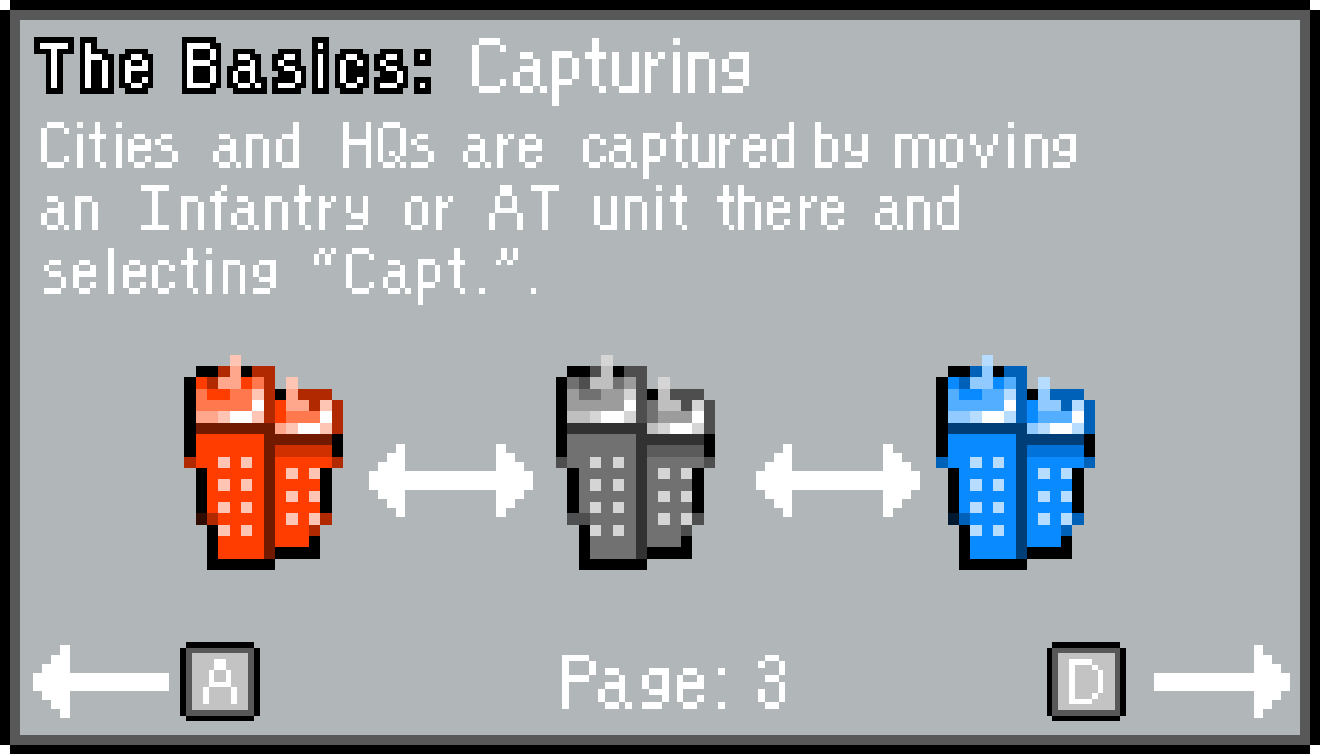 The Basics: Capturing
Cities and HQs are captured by moving
an Infantry or AT unit there and
selecting "Capt.".
A Page: 3 D